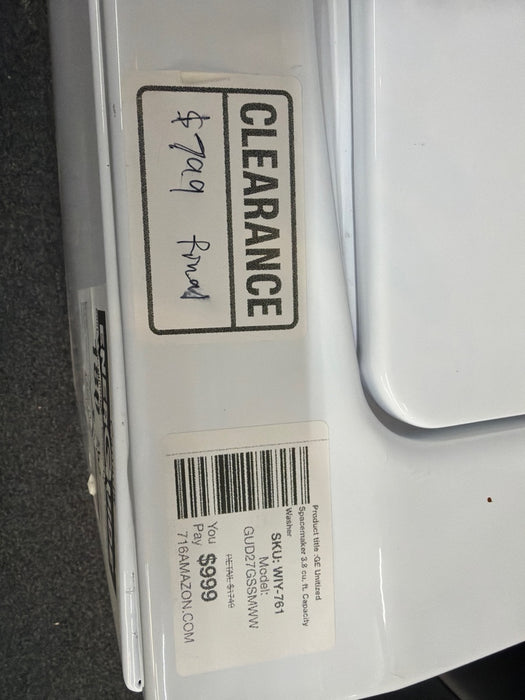 CLEARANCE
$799 Firm
Product title :GE Unitized
Spacemaker 3.8 cu. ft. Capacity
Washer
SKU: WIY-761
Model:
GUD27GSSMWW
RETAIL $1749
You
Pay $999
716AMAZON.COM